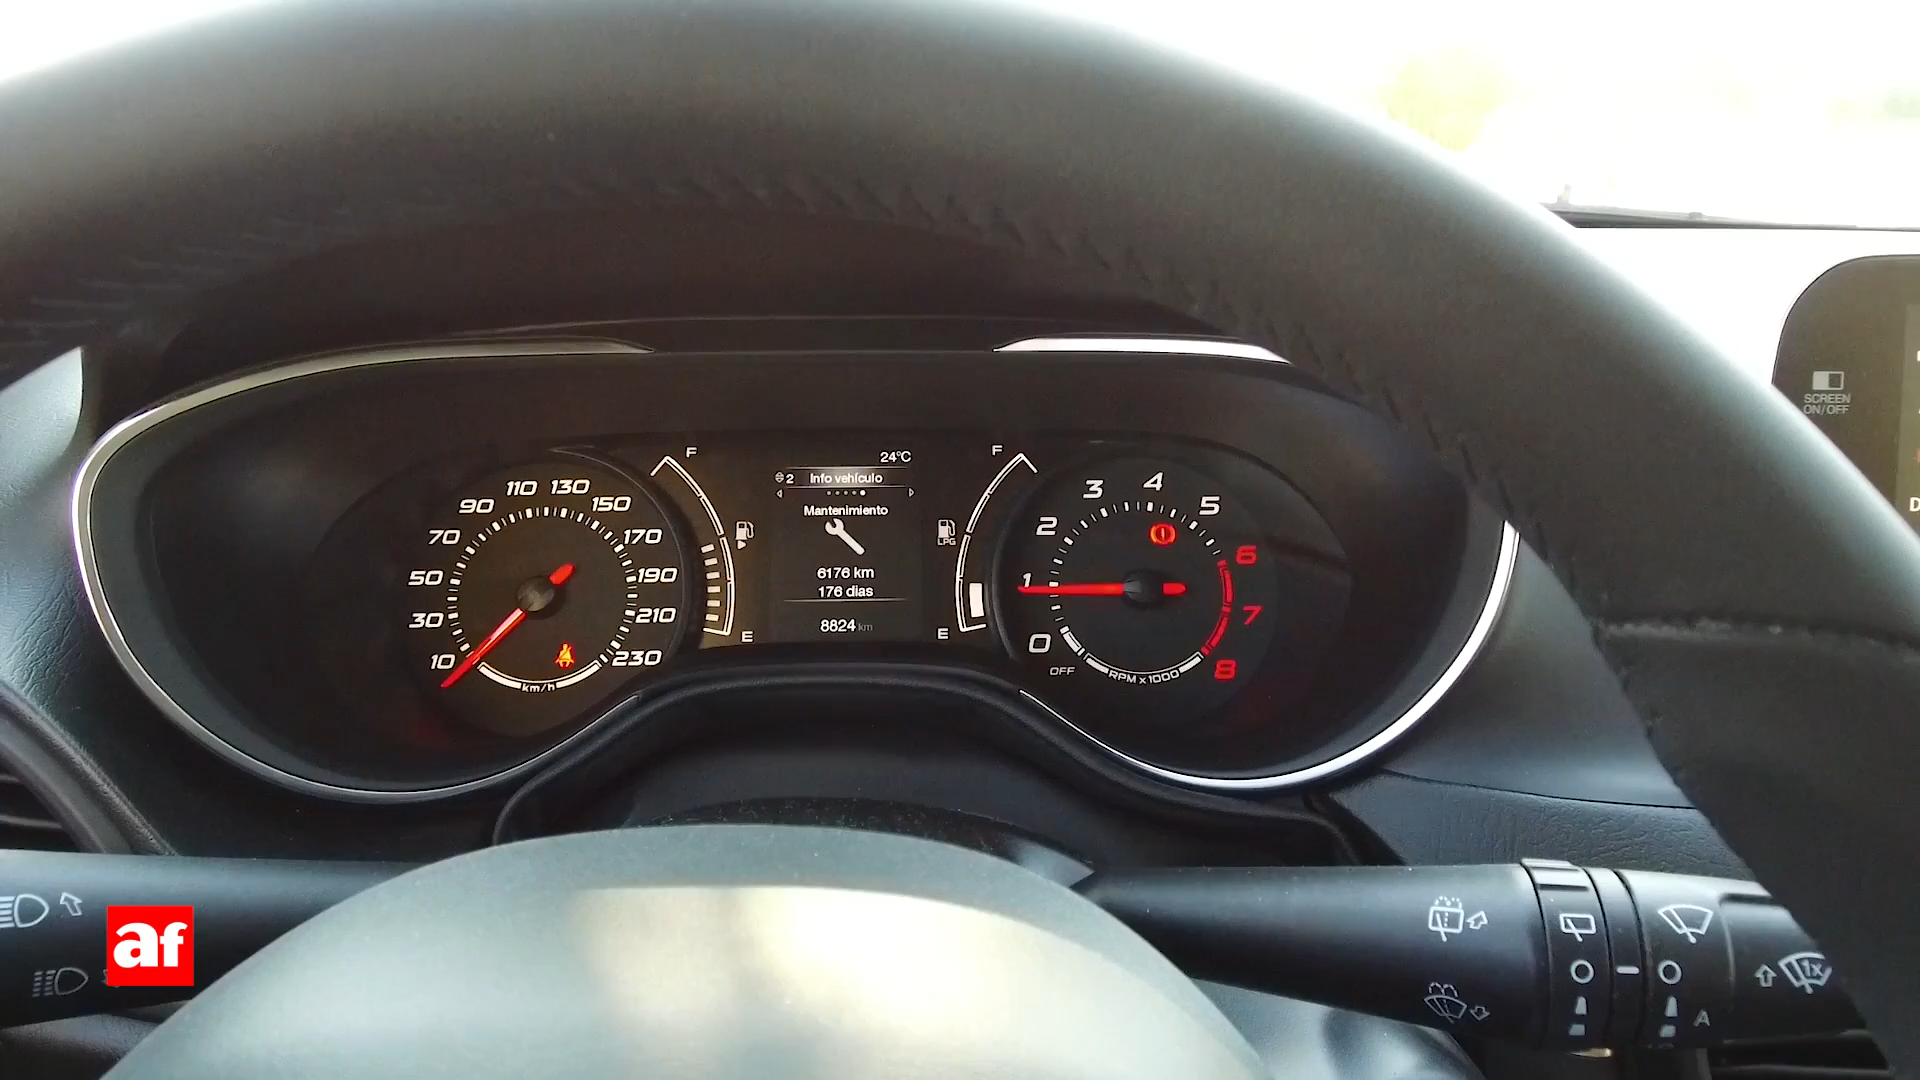 24°C
2 Info vehículo
Mantenimiento
6176 km
176 dias
8824 km
F
E
F
LPG
E
10
30
50
70
90
110
130
150
170
190
210
230
km/h
0
1
2
3
4
5
6
7
8
OFF
RPM x 1000
SCREEN
ON/OFF
D
af
1x
A